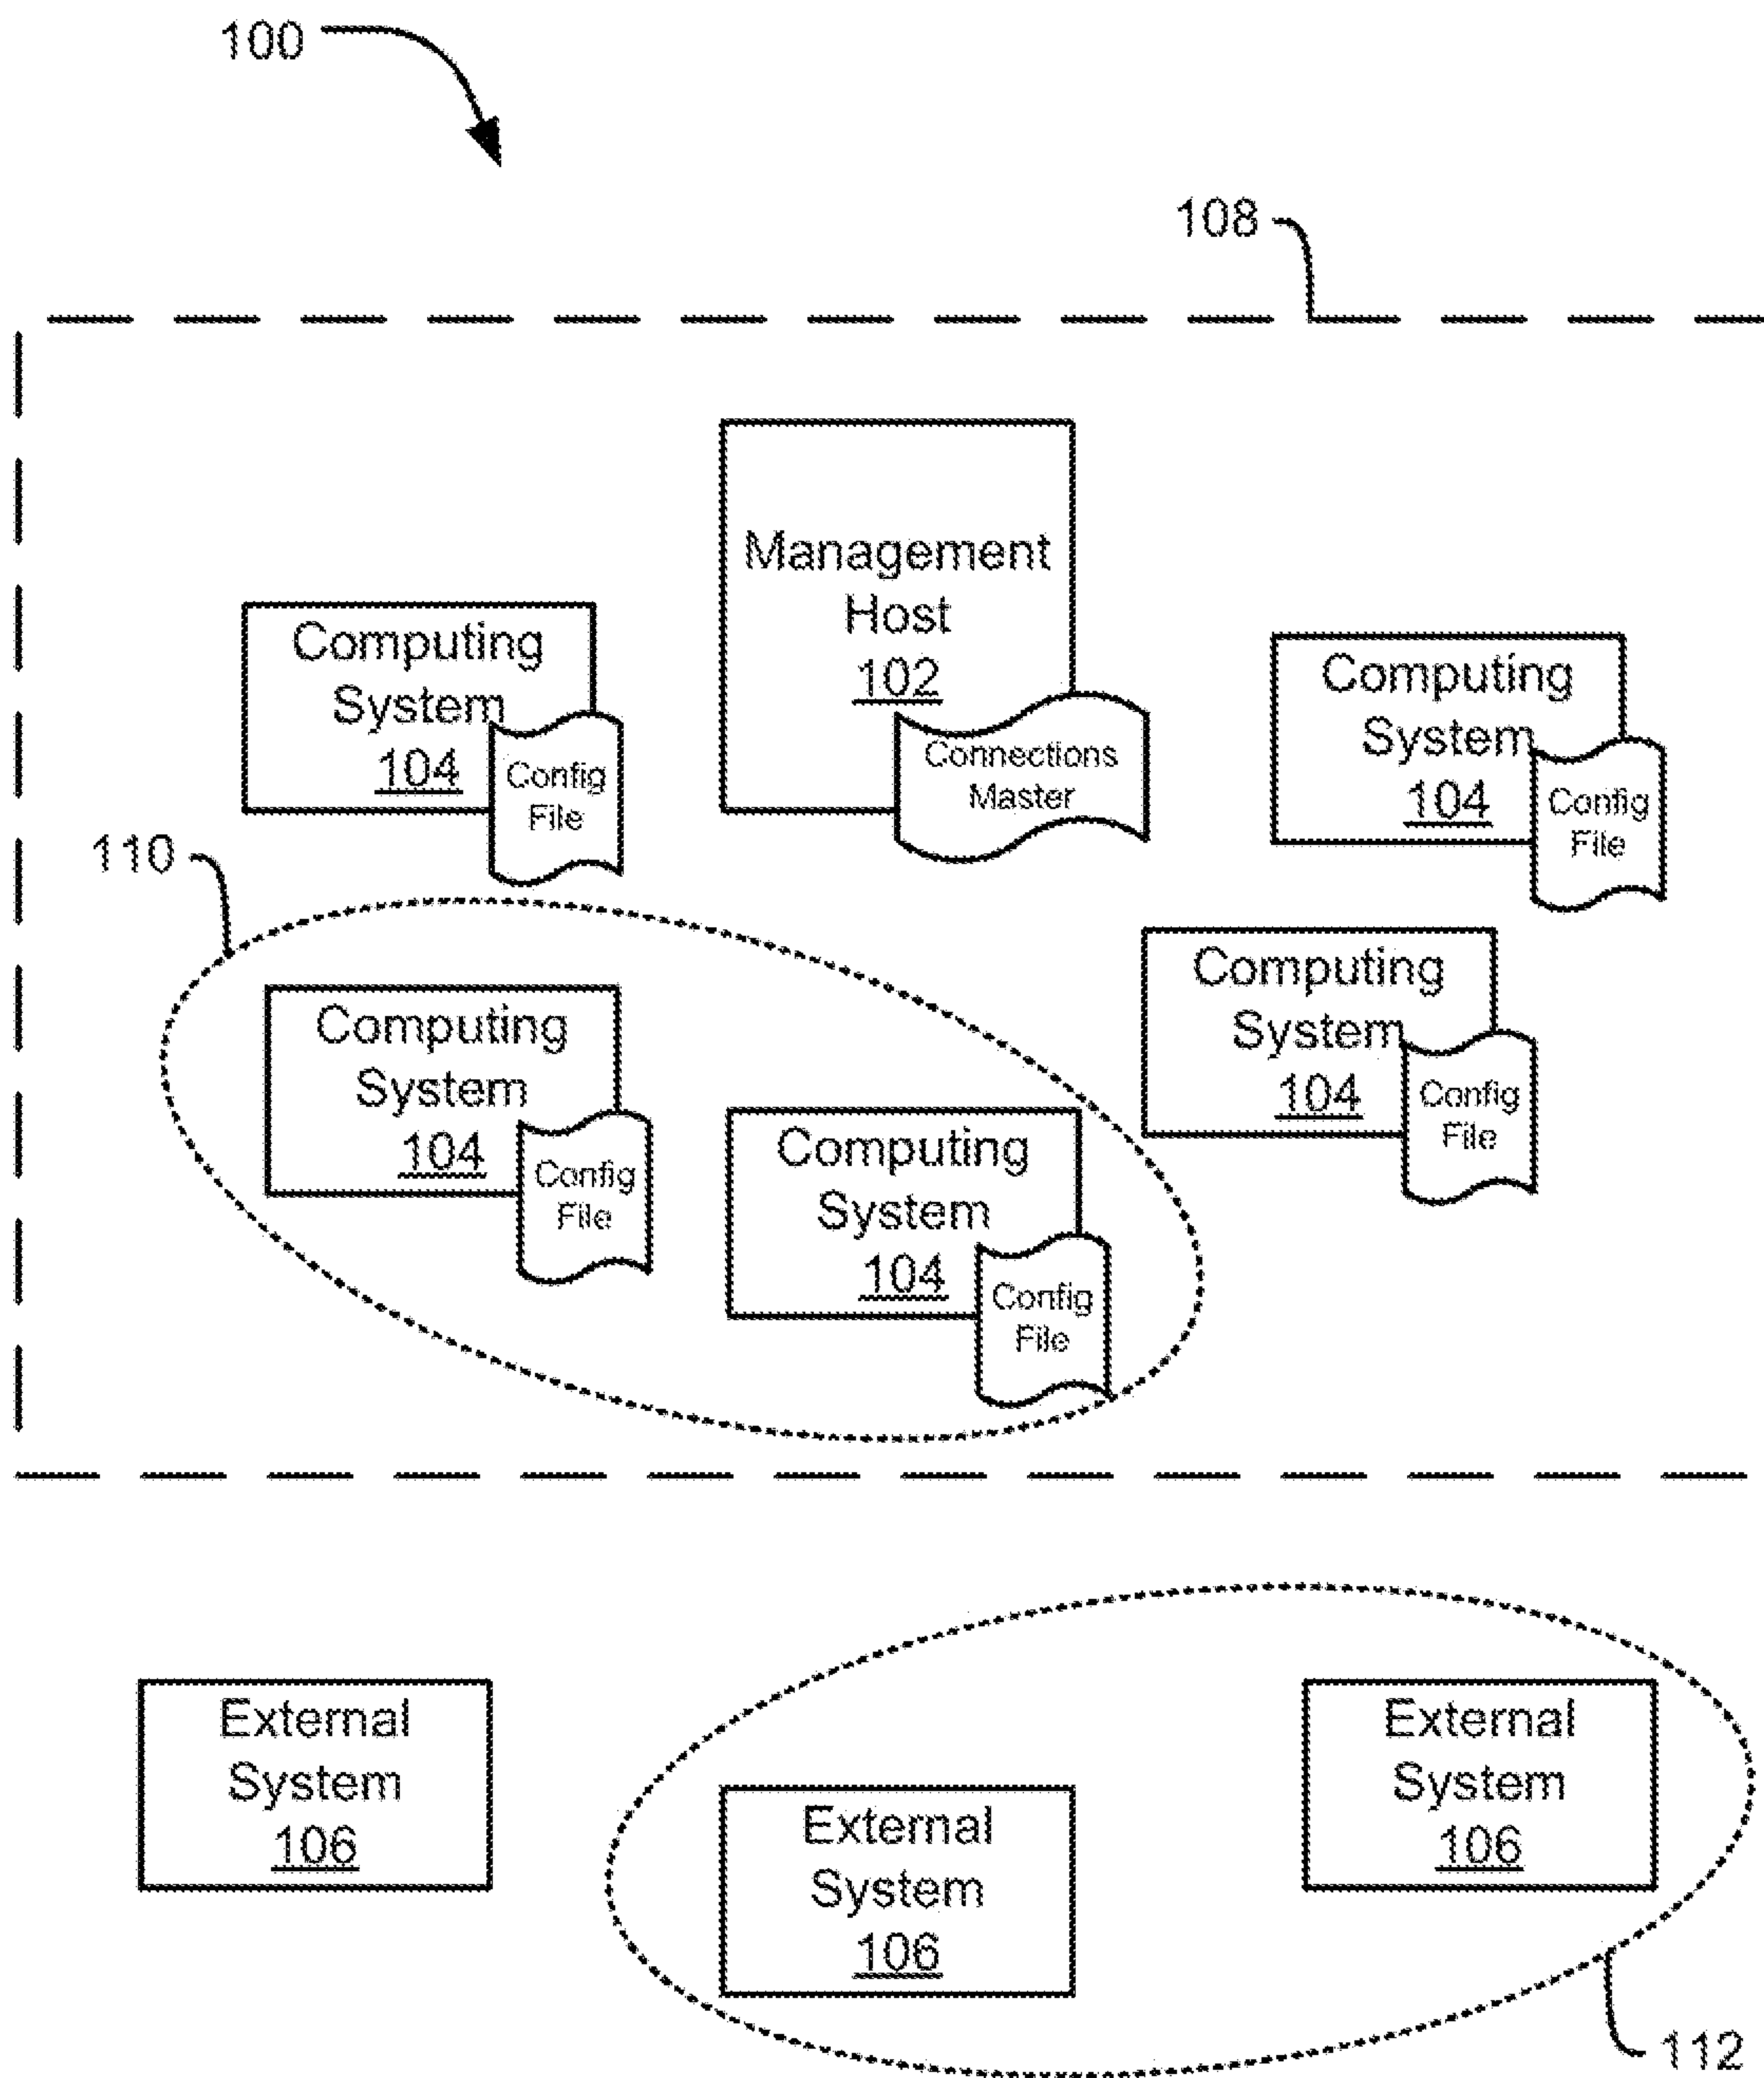 100
108
Management
Host
102
Connections
Master
Computing
System
104
Config
File
Computing
System
104
Config
File
110
Computing
System
104
Config
File
Computing
System
104
Config
File
Computing
System
104
Config
File
External
System
106
External
System
106
External
System
106
112